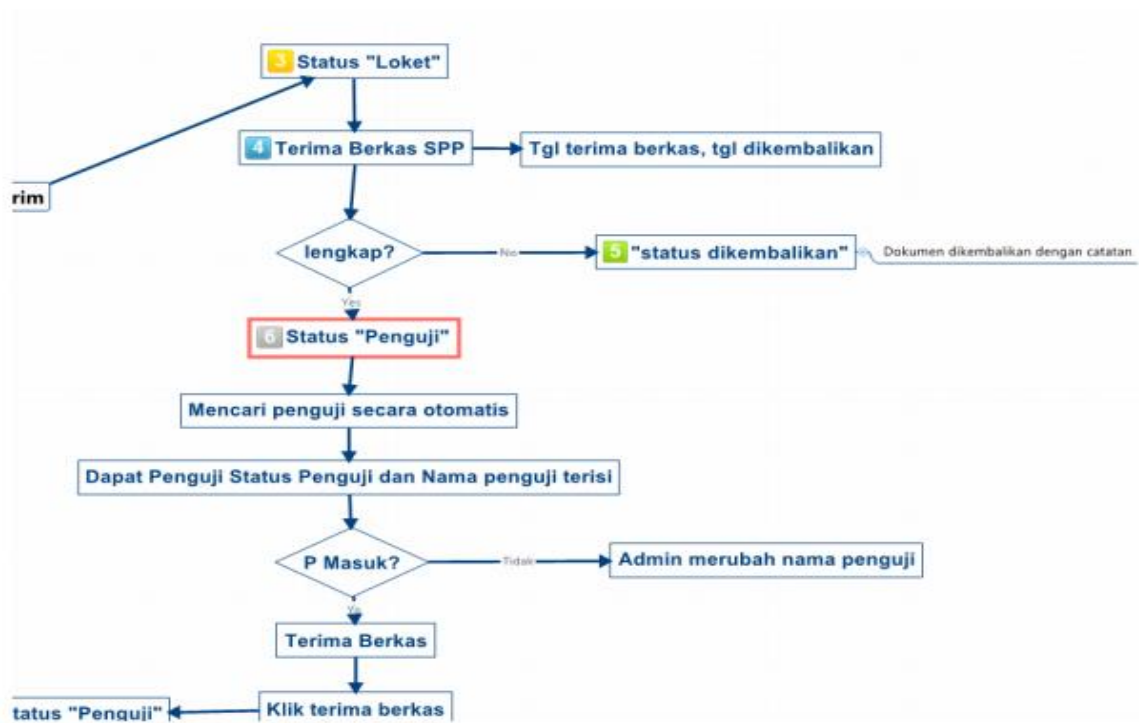 3 Status "Loket"
4 Terima Berkas SPP
Tgl terima berkas, tgl dikembalikan
rim
lengkap?
No
5 "status dikembalikan"
Dokumen dikembalikan dengan catatan
Yes
6 Status "Penguji"
Mencari penguji secara otomatis
Dapat Penguji Status Penguji dan Nama penguji terisi
P Masuk?
Tidak
Admin merubah nama penguji
Ya
Terima Berkas
Klik terima berkas
tatus "Penguji"